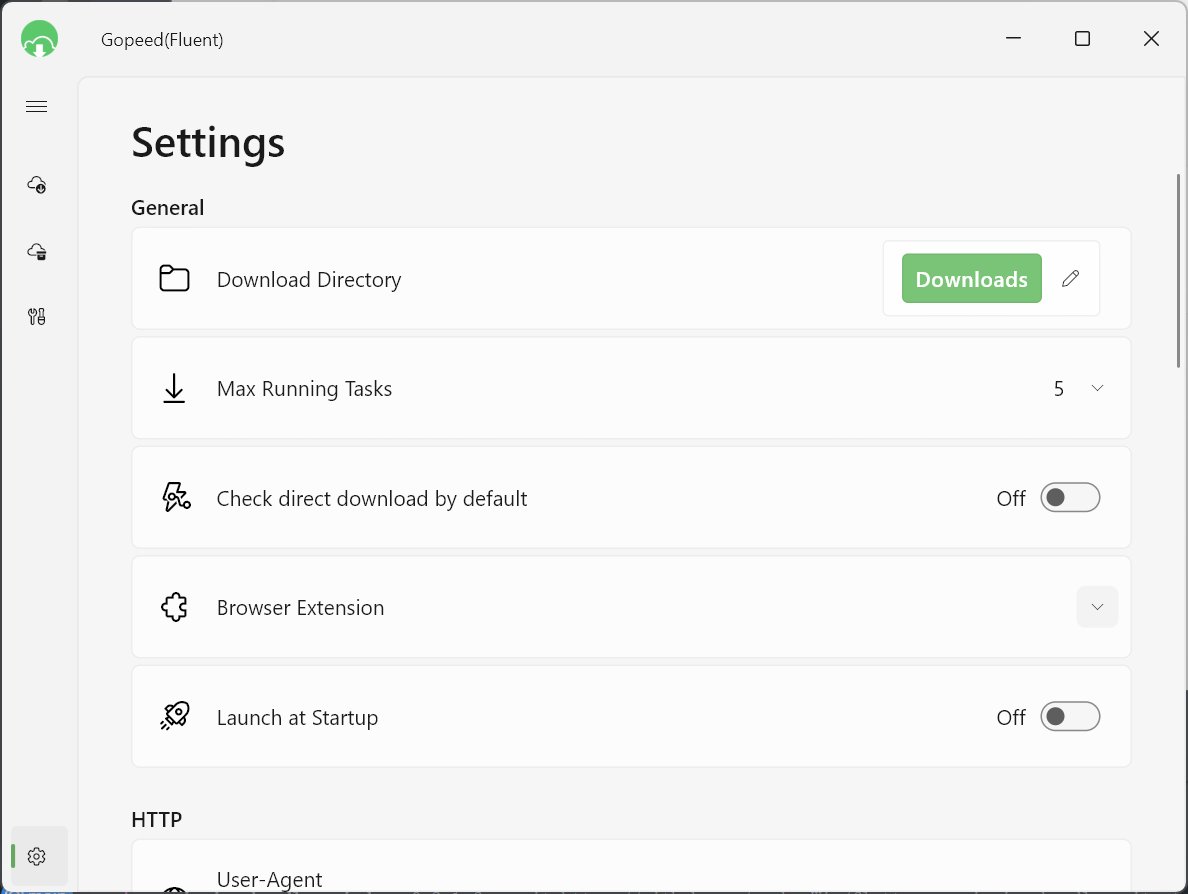 Gopeed(Fluent)
Settings
General
Download Directory
Downloads
Max Running Tasks
5
Check direct download by default
Off
Browser Extension
Launch at Startup
Off
HTTP
User-Agent